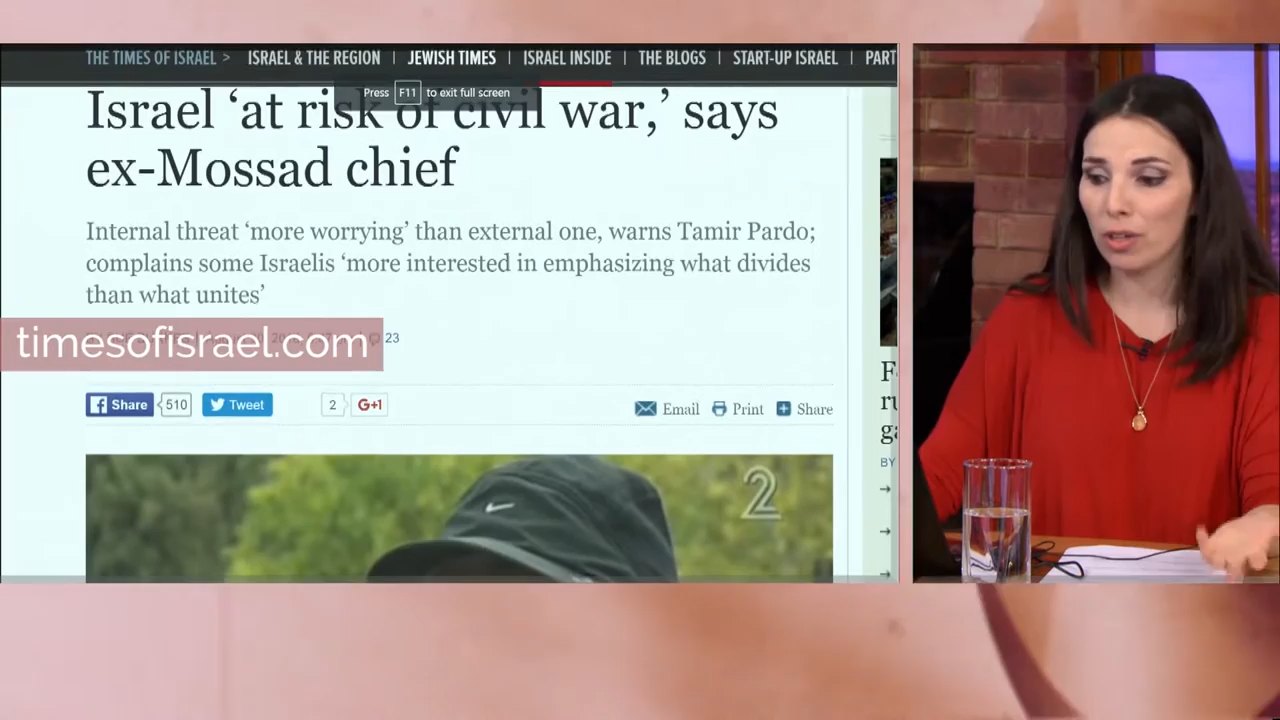 THE TIMES OF ISRAEL > ISRAEL & THE REGION | JEWISH TIMES | ISRAEL INSIDE | THE BLOGS | START-UP ISRAEL | PART
Press F11 to exit full screen
Israel ‘at risk of civil war,’ says
ex-Mossad chief
Internal threat ‘more worrying’ than external one, warns Tamir Pardo;
complains some Israelis ‘more interested in emphasizing what divides
than what unites’
23
timesofisrael.com
Share 510 Tweet 2 G+1 Email Print Share
2
F
ru
ga
BY